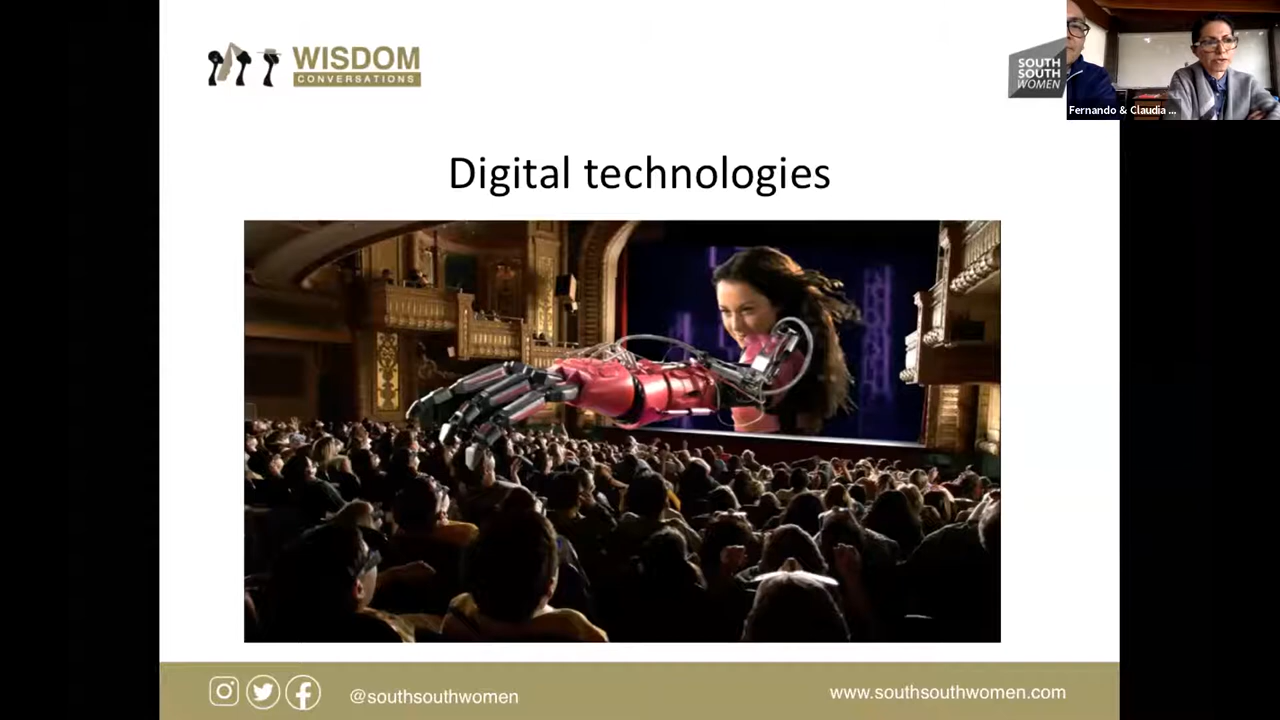 WISDOM
CONVERSATIONS
SOUTH
SOUTH
WOMEN
Fernando & Claudia ...
Digital technologies
@southsouthwomen
www.southsouthwomen.com